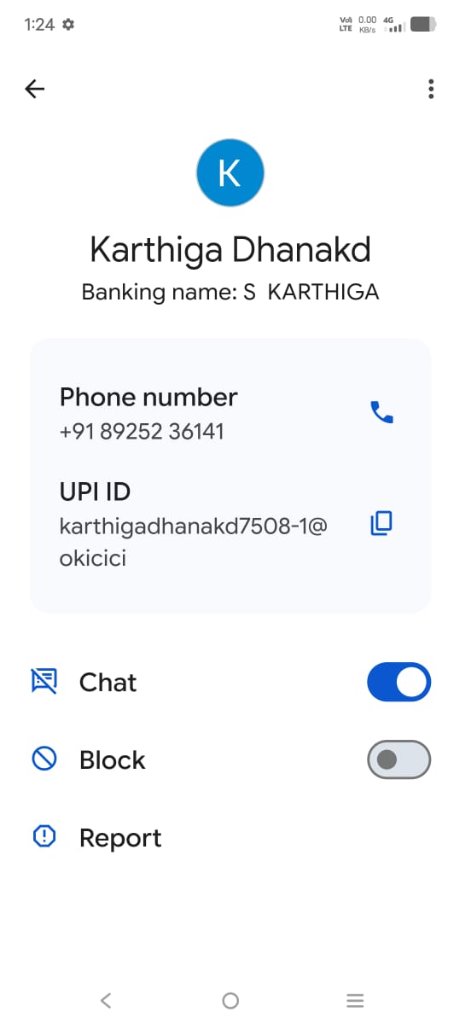 1:24
Vol LTE 0.00 KB/s 4G
K
Karthiga Dhanakd
Banking name: S KARTHIGA
Phone number
+91 89252 36141
UPI ID
karthigadhanakd7508-1@
okicici
Chat
Block
Report